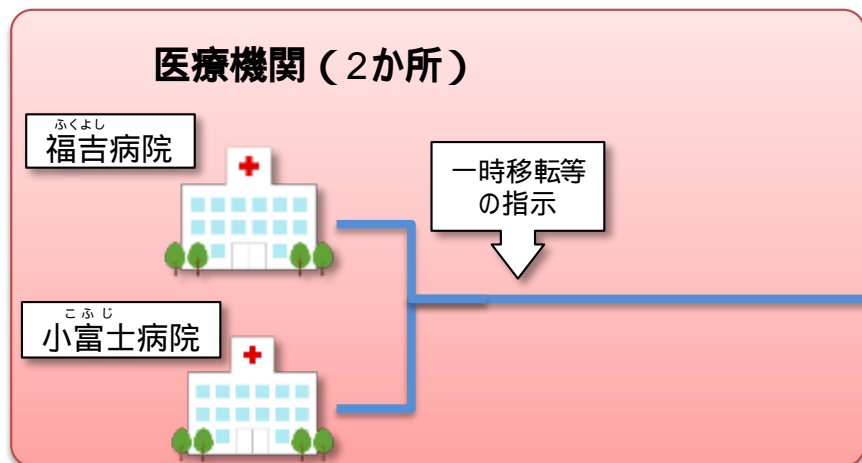 医療機関（2か所）
ふくよし
福吉病院
一時移転等
の指示
こふじ
小富士病院